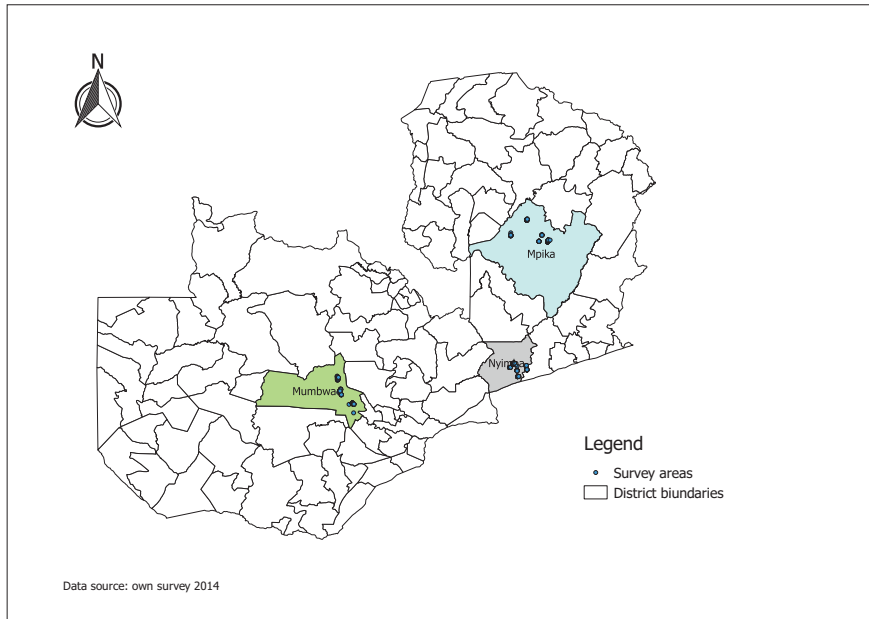 N
Mpika
Nyimba
Mumbwa
Legend
Survey areas
District biundaries
Data source: own survey 2014